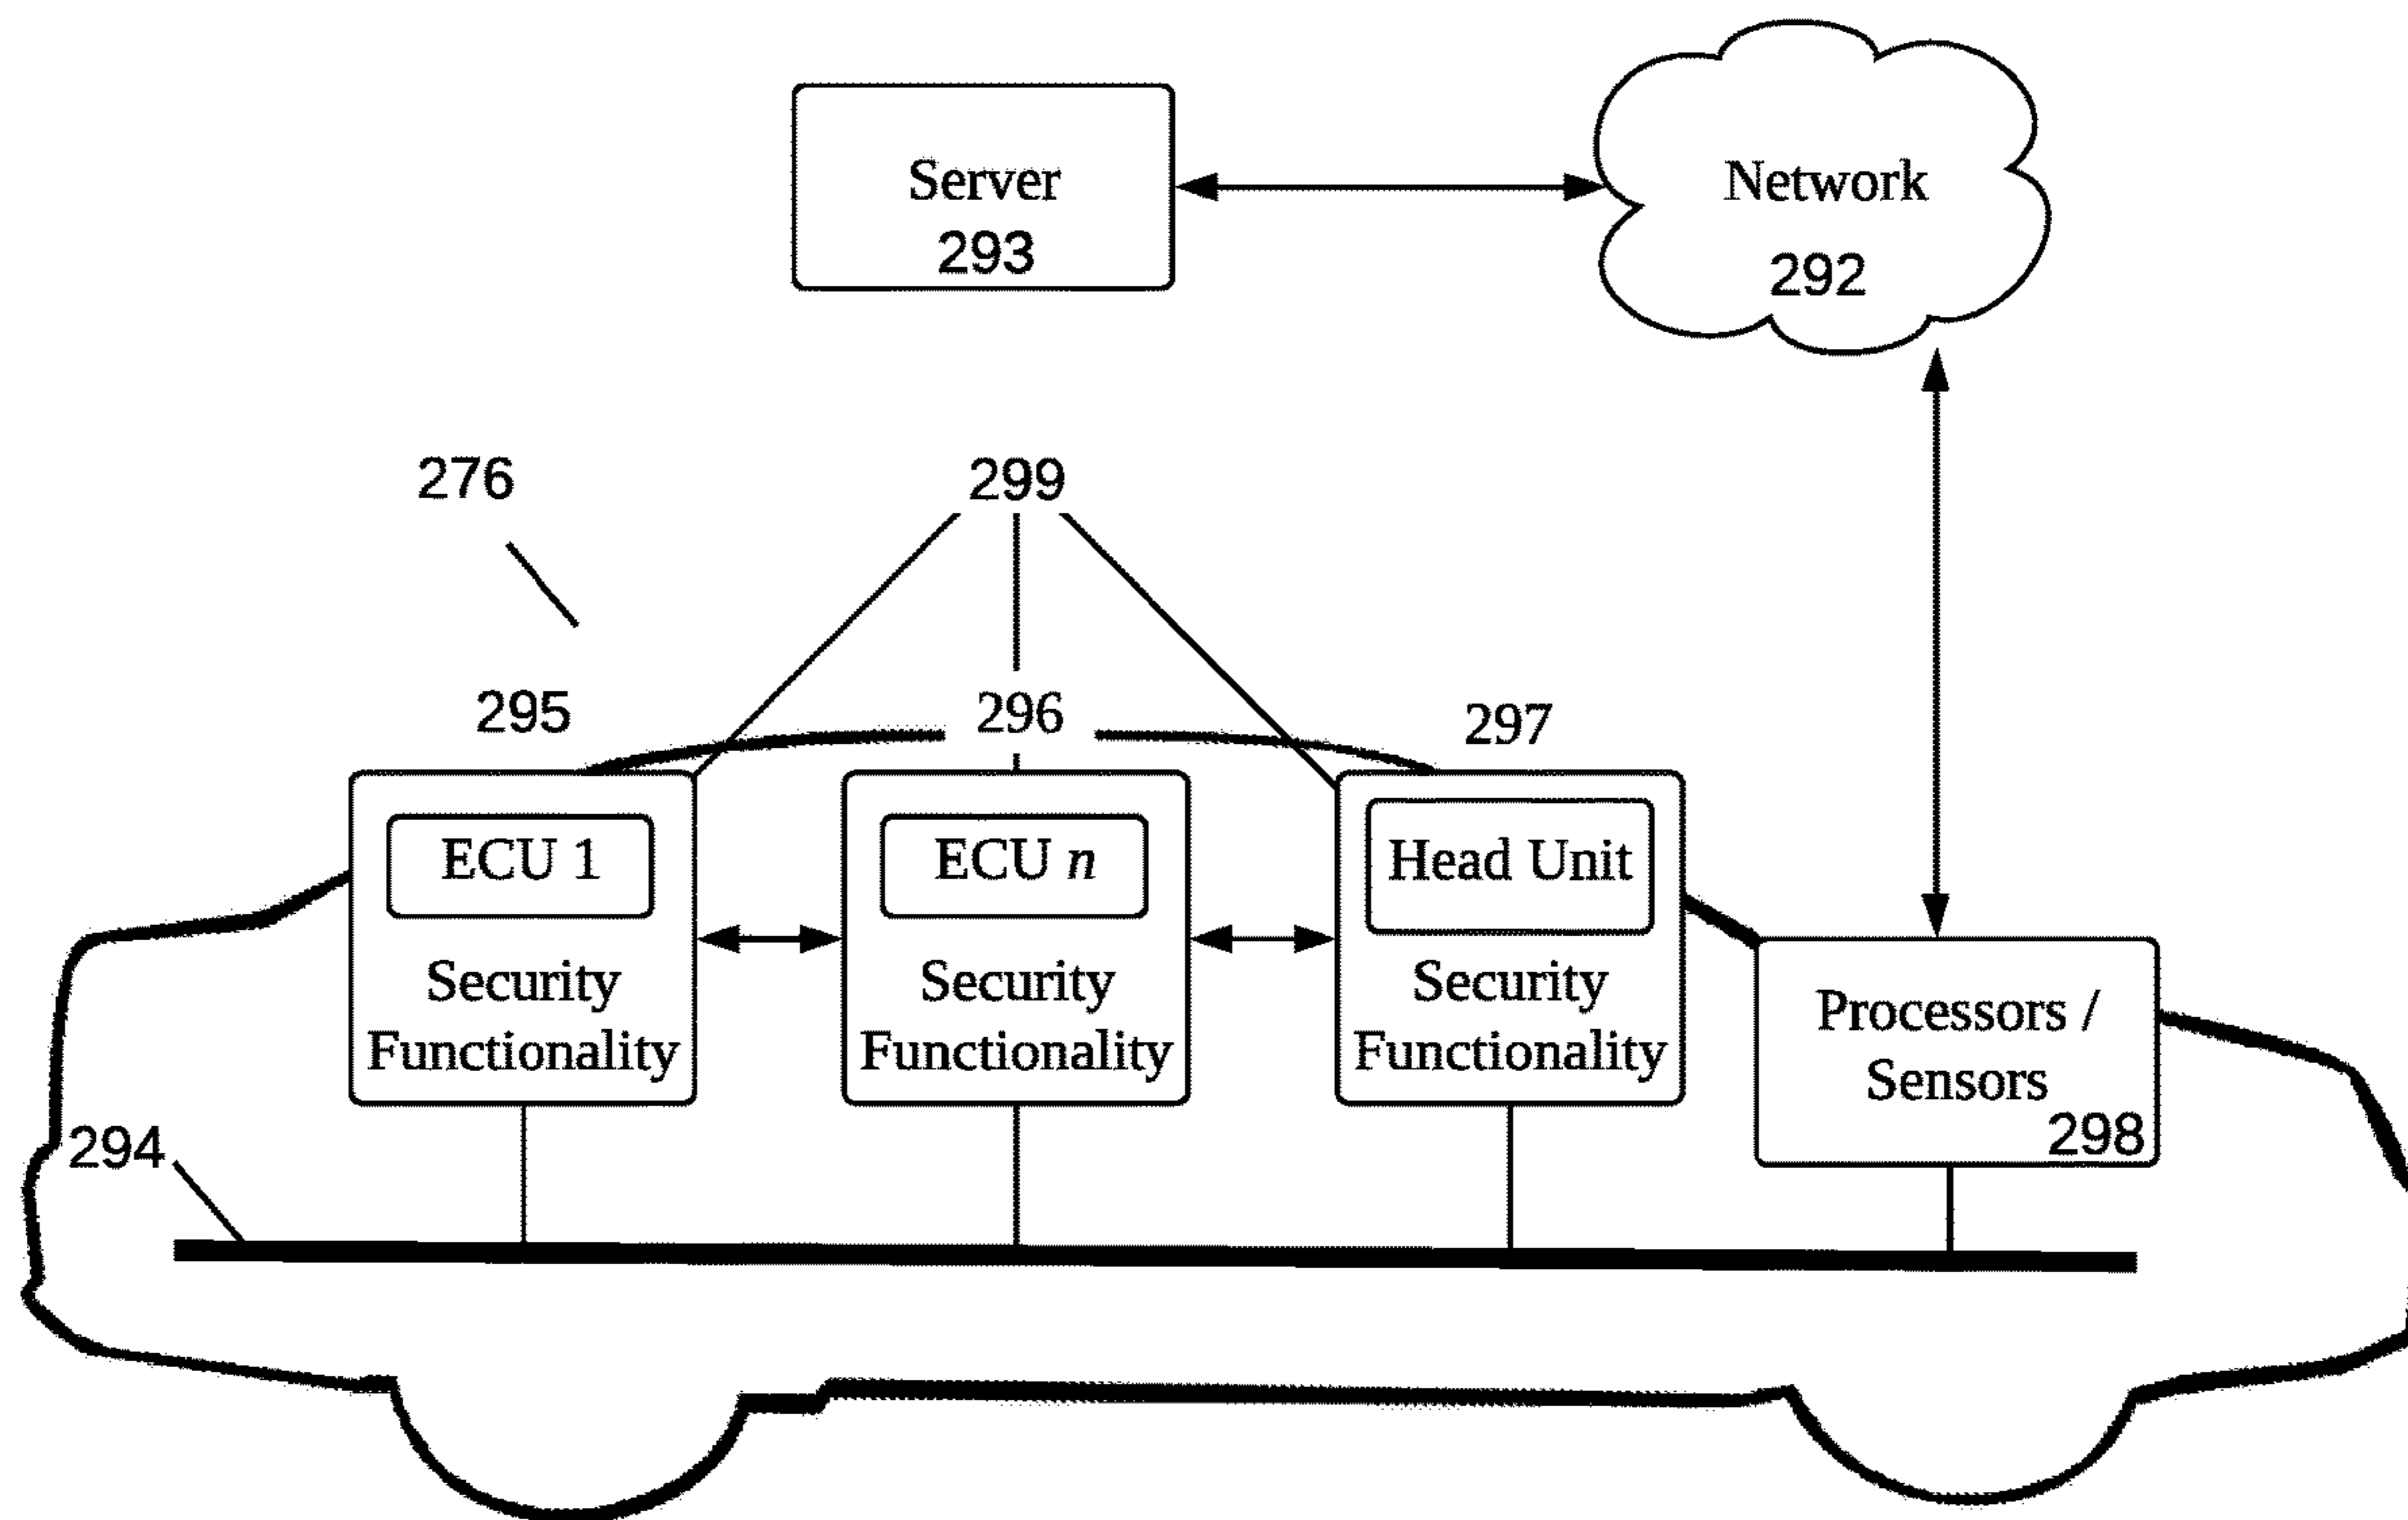 Server
293
Network
292
276
299
295
296
297
ECU 1
Security
Functionality
ECU n
Security
Functionality
Head Unit
Security
Functionality
Processors /
Sensors
298
294